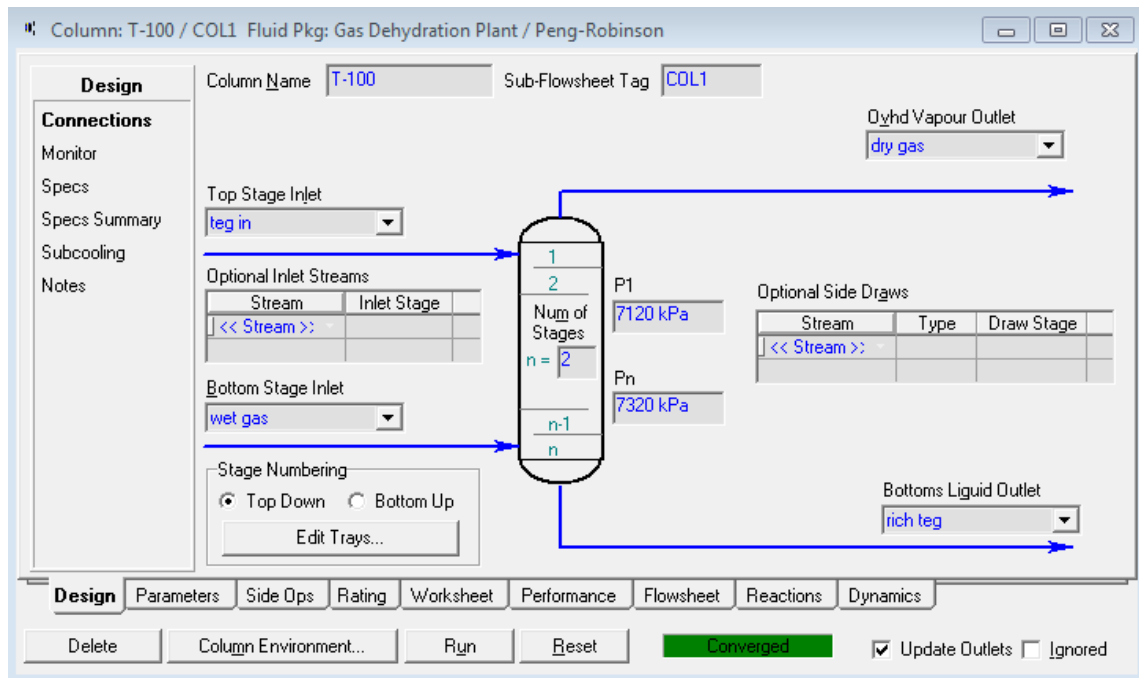 Column: T-100 / COL1 Fluid Pkg: Gas Dehydration Plant / Peng-Robinson
Design
Connections
Monitor
Specs
Specs Summary
Subcooling
Notes
Column Name T-100 Sub-Flowsheet Tag COL1
Ovhd Vapour Outlet
dry gas
Top Stage Inlet
teg in
Optional Inlet Streams
Stream Inlet Stage
<< Stream >>
Bottom Stage Inlet
wet gas
Stage Numbering
Top Down Bottom Up
Edit Trays...
1
2
Num of
Stages
n = 2
n-1
n
P1
7120 kPa
Pn
7320 kPa
Optional Side Draws
Stream Type Draw Stage
<< Stream >>
Bottoms Liquid Outlet
rich teg
Design Parameters Side Ops Rating Worksheet Performance Flowsheet Reactions Dynamics
Delete Column Environment... Run Reset Converged Update Outlets Ignored